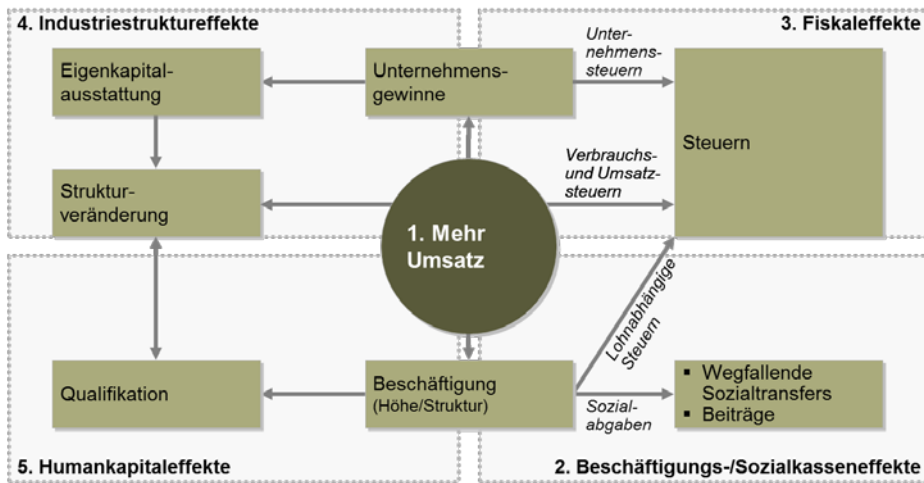 4. Industriestruktureffekte
3. Fiskaleffekte
Eigenkapital-
ausstattung
Unternehmens-
gewinne
Unter-
nehmens-
steuern
Steuern
Struktur-
veränderung
Verbrauchs-
und Umsatz-
steuern
1. Mehr
Umsatz
Lohnabhängige
Steuern
Qualifikation
Beschäftigung
(Höhe/Struktur)
Sozial-
abgaben
▪ Wegfallende
Sozialtransfers
▪ Beiträge
5. Humankapitaleffekte
2. Beschäftigungs-/Sozialkasseneffekte